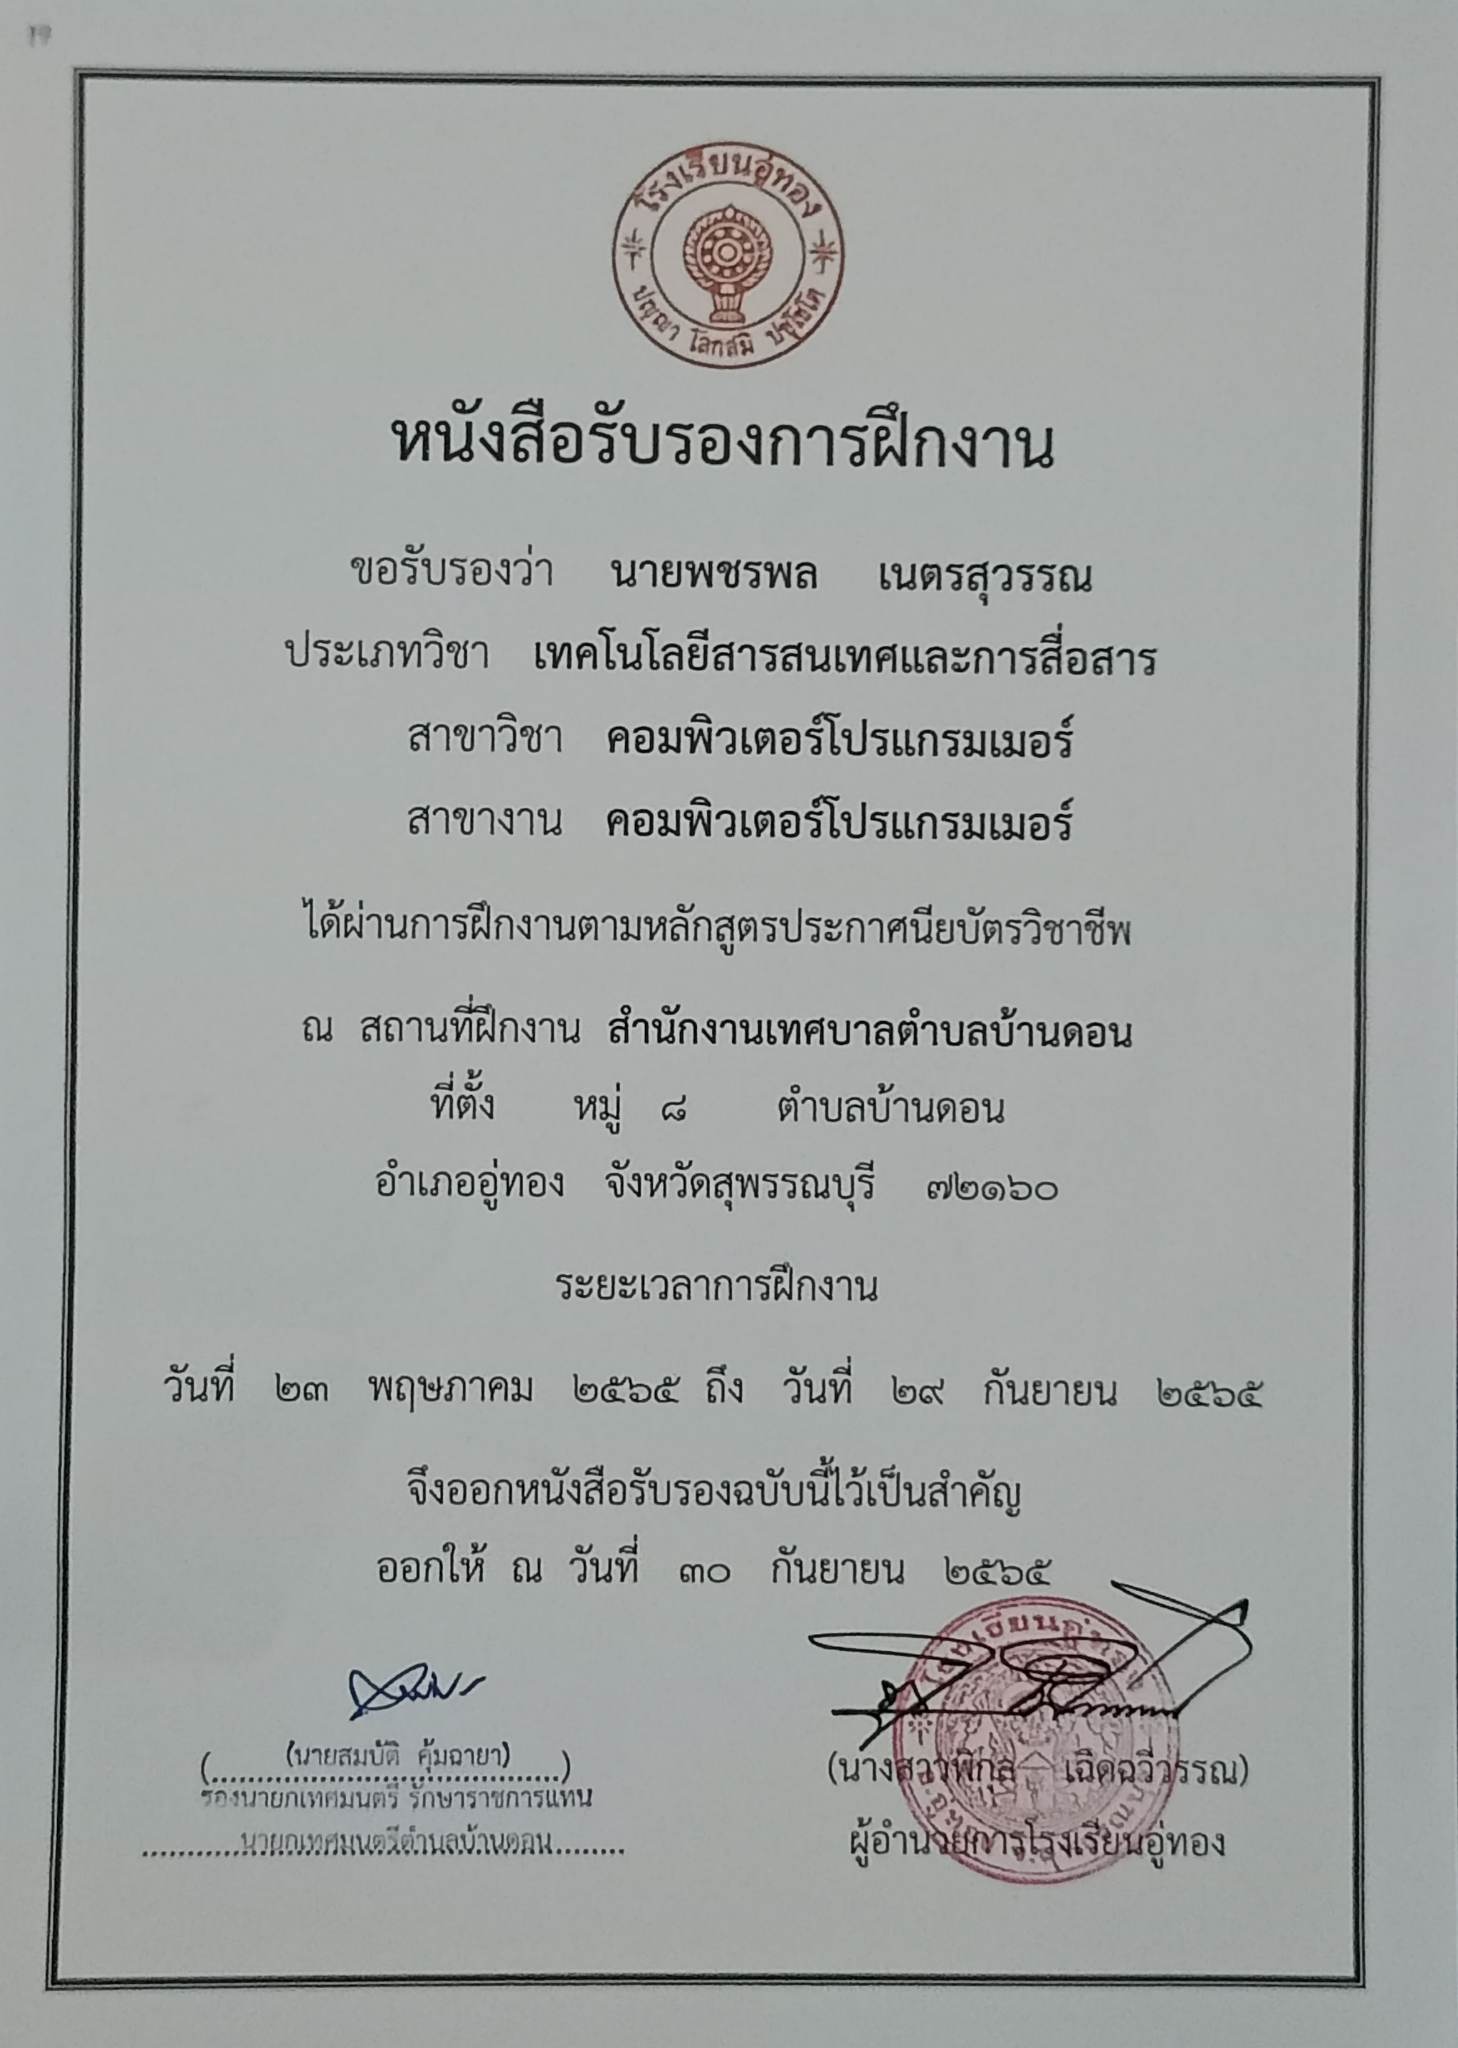 โรงเรียนอู่ทอง
ปญฺญา โลกสฺมิ ปชฺโชโต
หนังสือรับรองการฝึกงาน
ขอรับรองว่า นายพชรพล เนตรสุวรรณ
ประเภทวิชา เทคโนโลยีสารสนเทศและการสื่อสาร
สาขาวิชา คอมพิวเตอร์โปรแกรมเมอร์
สาขางาน คอมพิวเตอร์โปรแกรมเมอร์
ได้ผ่านการฝึกงานตามหลักสูตรประกาศนียบัตรวิชาชีพ
ณ สถานที่ฝึกงาน สำนักงานเทศบาลตำบลบ้านดอน
ที่ตั้ง หมู่ ๘ ตำบลบ้านดอน
อำเภออู่ทอง จังหวัดสุพรรณบุรี ๗๒๑๖๐
ระยะเวลาการฝึกงาน
วันที่ ๒๓ พฤษภาคม ๒๕๖๕ ถึง วันที่ ๒๙ กันยายน ๒๕๖๕
จึงออกหนังสือรับรองฉบับนี้ไว้เป็นสำคัญ
ออกให้ ณ วันที่ ๓๐ กันยายน ๒๕๖๕
(นายสมบัติ คุ้มฉายา)
รองนายกเทศมนตรี รักษาราชการแทน
นายกเทศมนตรีตำบลบ้านดอน
(นางสาวพิกุล เฉิดฉวีวรรณ)
ผู้อำนวยการโรงเรียนอู่ทอง